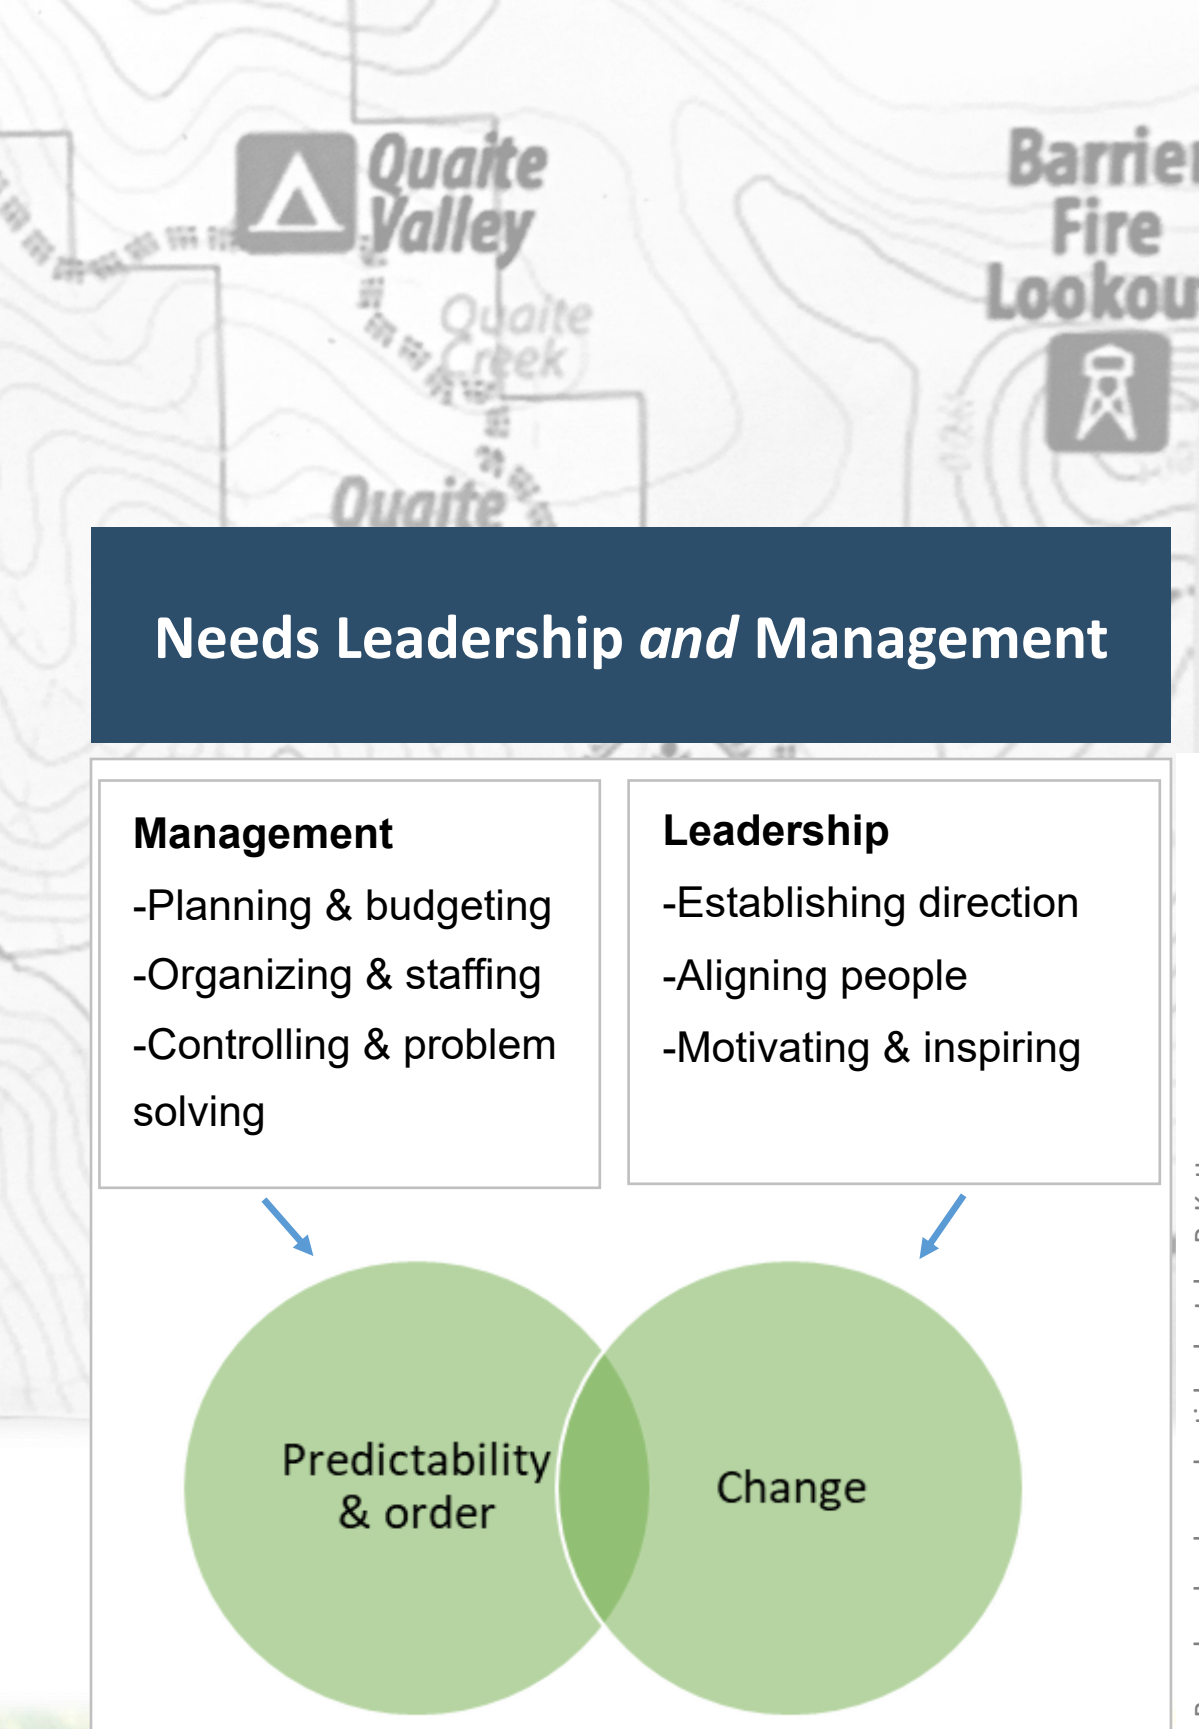 Quaite
Valley
Quaite
Creek
Quaite
Barrier
Fire
Lookou
Needs Leadership and Management
Management
-Planning & budgeting
-Organizing & staffing
-Controlling & problem
solving
Leadership
-Establishing direction
-Aligning people
-Motivating & inspiring
Predictability
& order
Change